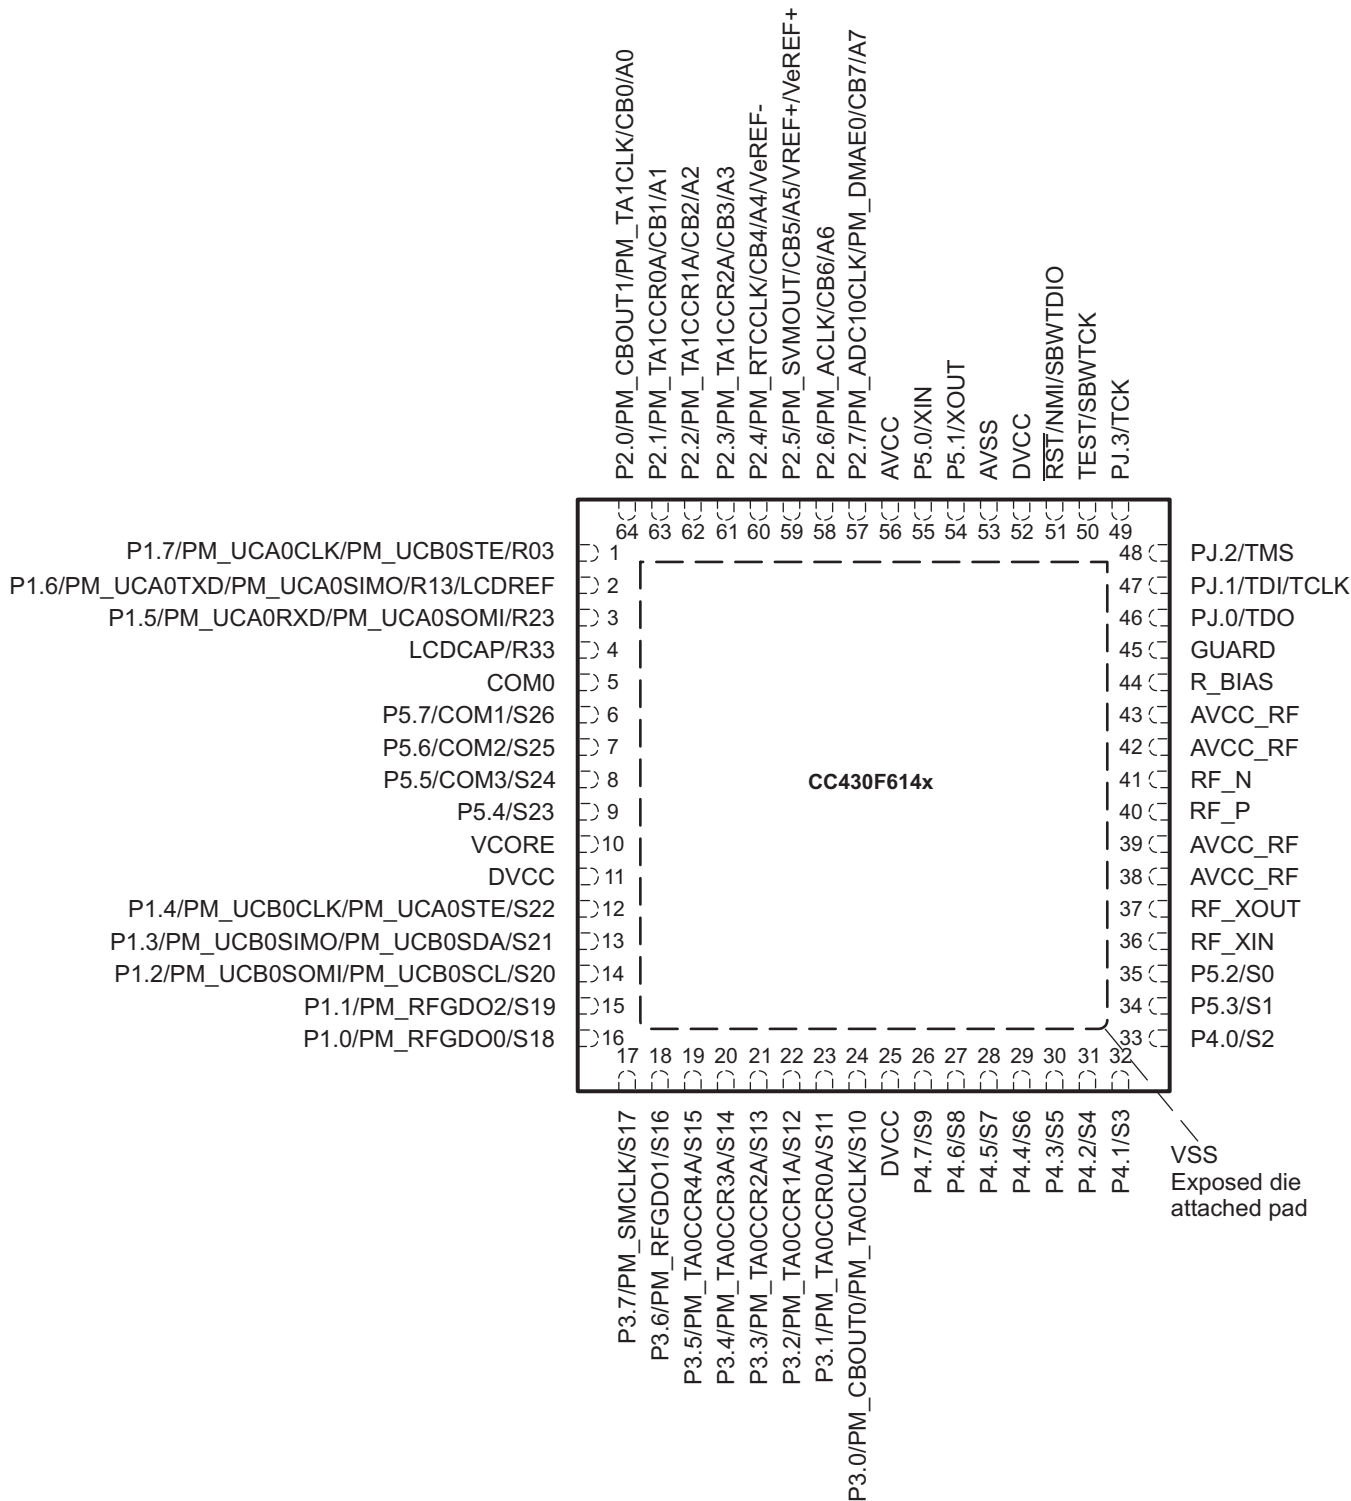 P2.0/PM_CBOUT1/PM_TA1CLK/CB0/A0
P2.1/PM_TA1CCR0A/CB1/A1
P2.2/PM_TA1CCR1A/CB2/A2
P2.3/PM_TA1CCR2A/CB3/A3
P2.4/PM_RTCCLK/CB4/A4/VeREF-
P2.5/PM_SVMOUT/CB5/A5/VREF+/VeREF+
P2.6/PM_ACLK/CB6/A6
P2.7/PM_ADC10CLK/PM_DMAE0/CB7/A7
AVCC
P5.0/XIN
P5.1/XOUT
AVSS
DVCC
RST/NMI/SBWTDIO
TEST/SBWTCK
PJ.3/TCK
64 63 62 61 60 59 58 57 56 55 54 53 52 51 50 49
P1.7/PM_UCA0CLK/PM_UCB0STE/R03 1
P1.6/PM_UCA0TXD/PM_UCA0SIMO/R13/LCDREF 2
P1.5/PM_UCA0RXD/PM_UCA0SOMI/R23 3
LCDCAP/R33 4
COM0 5
P5.7/COM1/S26 6
P5.6/COM2/S25 7
P5.5/COM3/S24 8
P5.4/S23 9
VCORE 10
DVCC 11
P1.4/PM_UCB0CLK/PM_UCA0STE/S22 12
P1.3/PM_UCB0SIMO/PM_UCB0SDA/S21 13
P1.2/PM_UCB0SOMI/PM_UCB0SCL/S20 14
P1.1/PM_RFGDO2/S19 15
P1.0/PM_RFGDO0/S18 16
CC430F614x
48 PJ.2/TMS
47 PJ.1/TDI/TCLK
46 PJ.0/TDO
45 GUARD
44 R_BIAS
43 AVCC_RF
42 AVCC_RF
41 RF_N
40 RF_P
39 AVCC_RF
38 AVCC_RF
37 RF_XOUT
36 RF_XIN
35 P5.2/S0
34 P5.3/S1
33 P4.0/S2
17 18 19 20 21 22 23 24 25 26 27 28 29 30 31 32
P3.7/PM_SMCLK/S17
P3.6/PM_RFGDO1/S16
P3.5/PM_TA0CCR4A/S15
P3.4/PM_TA0CCR3A/S14
P3.3/PM_TA0CCR2A/S13
P3.2/PM_TA0CCR1A/S12
P3.1/PM_TA0CCR0A/S11
P3.0/PM_CBOUT0/PM_TA0CLK/S10
DVCC
P4.7/S9
P4.6/S8
P4.5/S7
P4.4/S6
P4.3/S5
P4.2/S4
P4.1/S3
VSS
Exposed die
attached pad